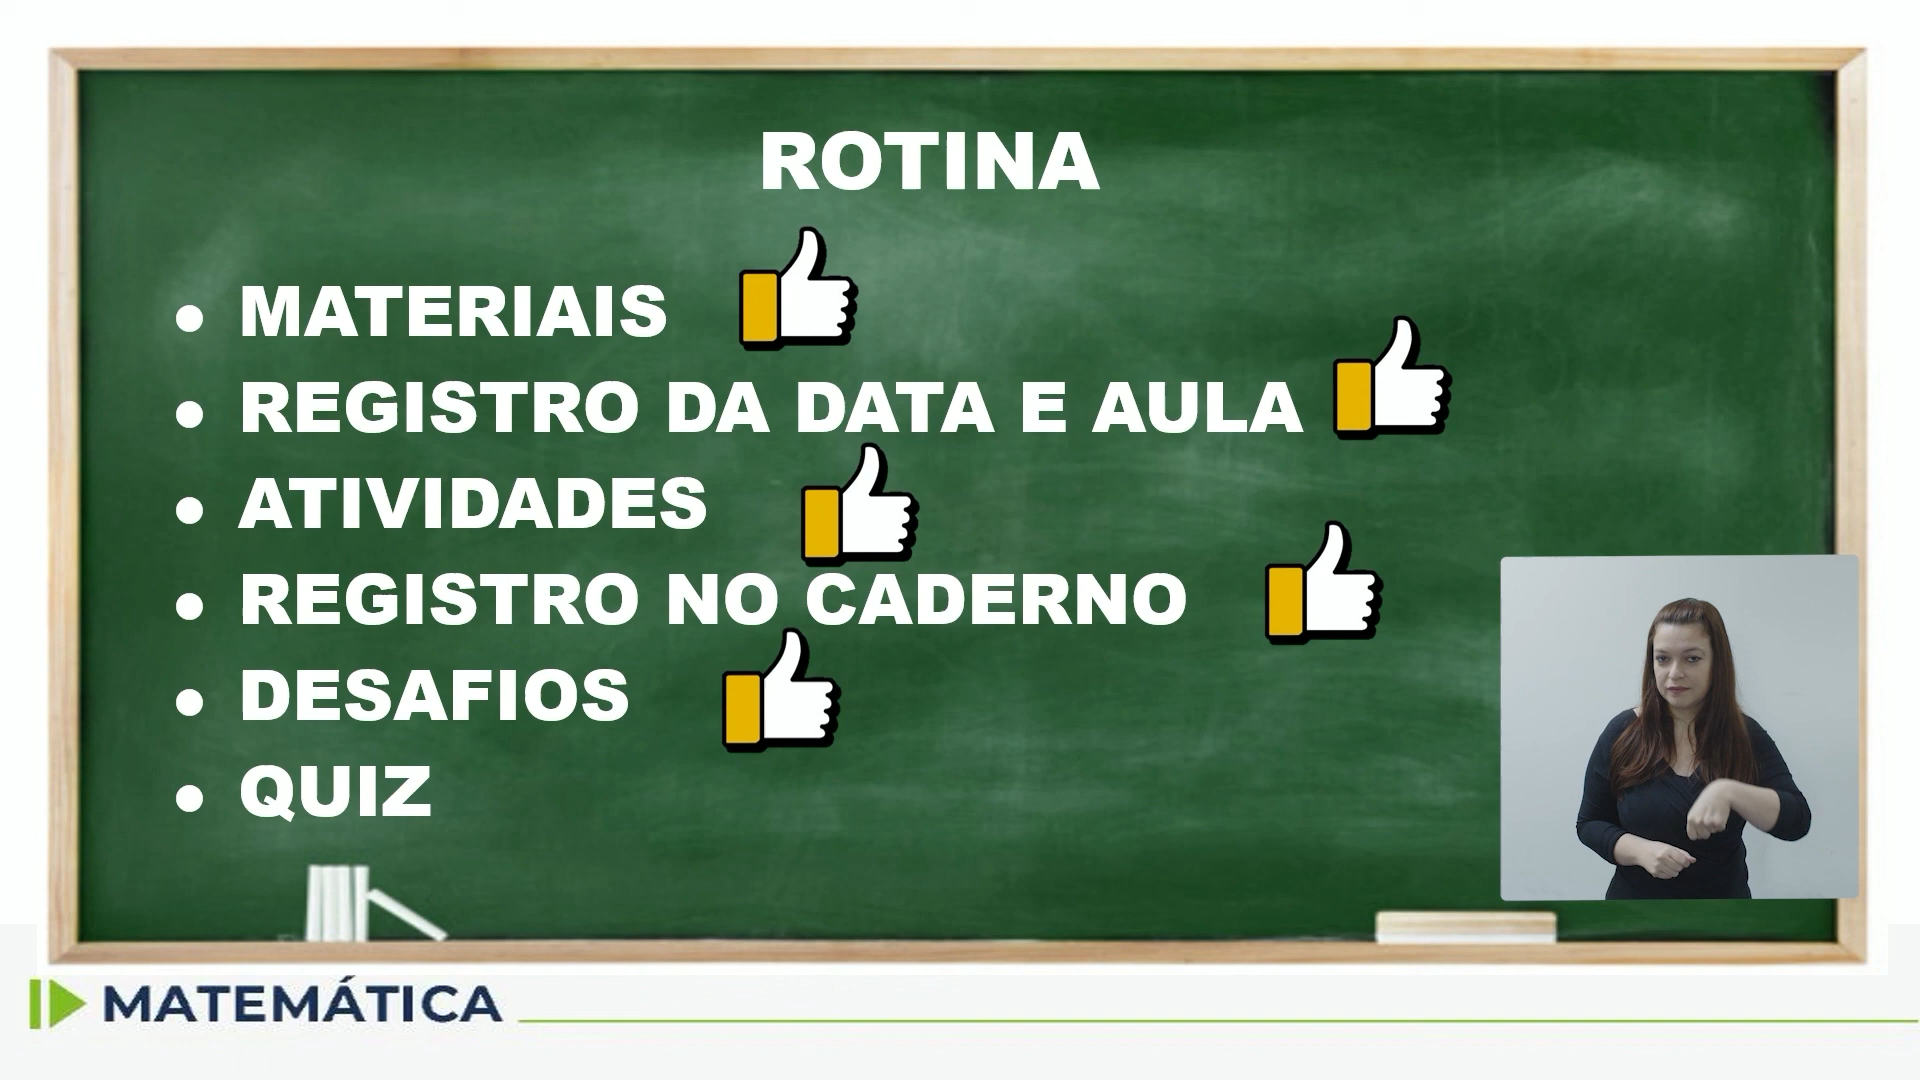 ROTINA
• MATERIAIS
• REGISTRO DA DATA E AULA
• ATIVIDADES
• REGISTRO NO CADERNO
• DESAFIOS
• QUIZ
MATEMÁTICA